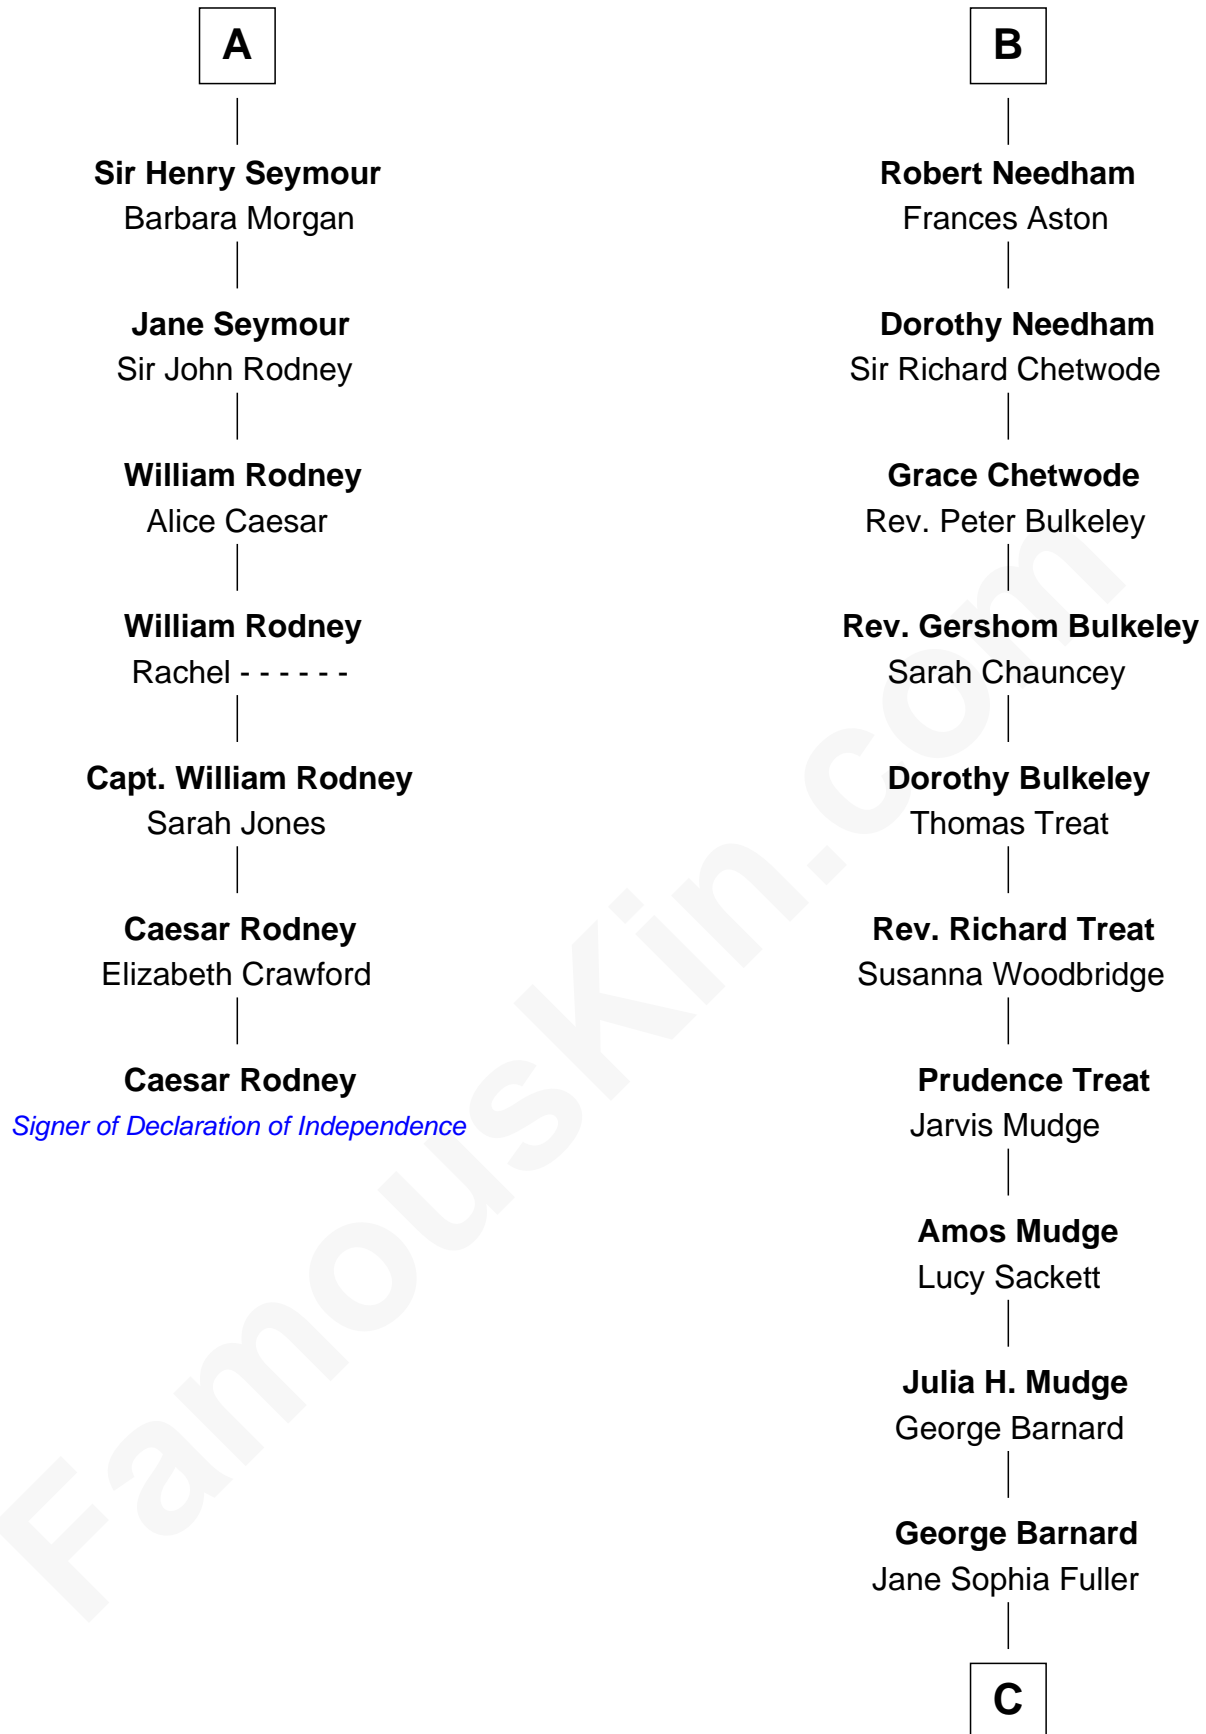 A
Sir Henry Seymour
Barbara Morgan
Jane Seymour
Sir John Rodney
William Rodney
Alice Caesar
William Rodney
Rachel - - - - - -
Capt. William Rodney
Sarah Jones
Caesar Rodney
Elizabeth Crawford
Caesar Rodney
Signer of Declaration of Independence
B
Robert Needham
Frances Aston
Dorothy Needham
Sir Richard Chetwode
Grace Chetwode
Rev. Peter Bulkeley
Rev. Gershom Bulkeley
Sarah Chauncey
Dorothy Bulkeley
Thomas Treat
Rev. Richard Treat
Susanna Woodbridge
Prudence Treat
Jarvis Mudge
Amos Mudge
Lucy Sackett
Julia H. Mudge
George Barnard
George Barnard
Jane Sophia Fuller
C
FamousKin.com